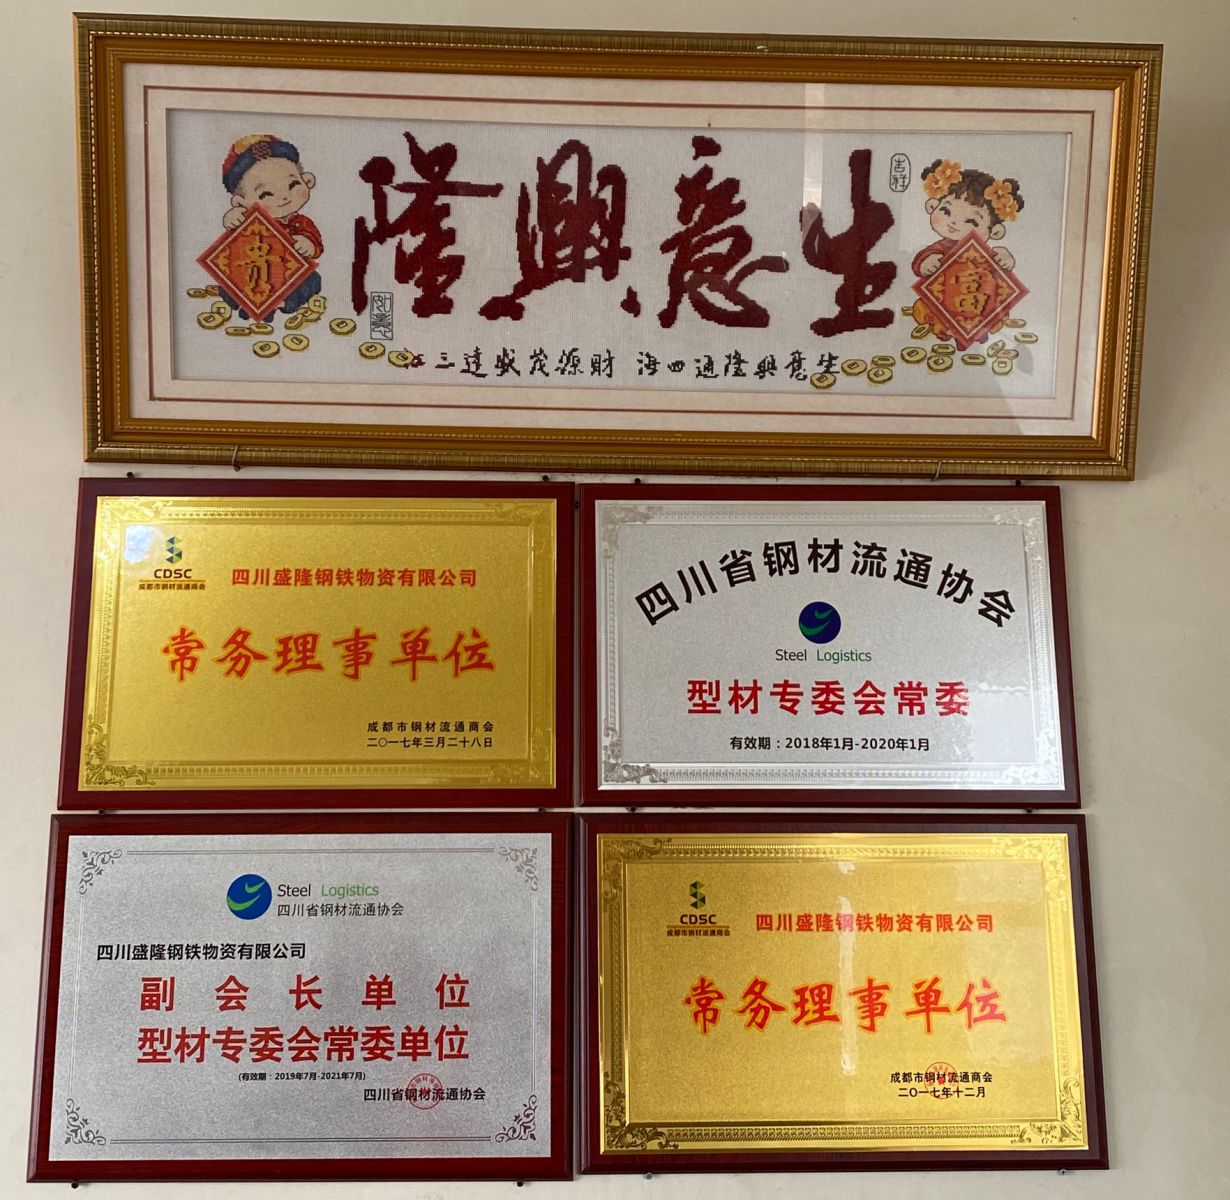 生意興隆
吉祥
富
貴
如意
生意興隆通四海 財源茂盛達三江
CDSC
成都市钢材流通商会
四川盛隆钢铁物资有限公司
常务理事单位
成都市钢材流通商会
二〇一七年三月二十八日
四川省钢材流通协会
Steel Logistics
型材专委会常委
有效期：2018年1月-2020年1月
Steel Logistics
四川省钢材流通协会
四川盛隆钢铁物资有限公司
副会长单位
型材专委会常委单位
(有效期：2019年7月-2021年7月)
四川省钢材流通协会
CDSC
成都市钢材流通商会
四川盛隆钢铁物资有限公司
常务理事单位
成都市钢材流通商会
二〇一七年十二月